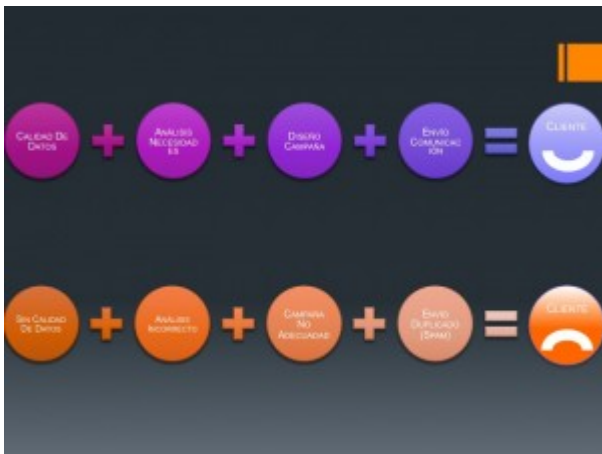 CALIDAD DE
DATOS
+
ANÁLISIS
NECESIDAD
ES
+
DISEÑO
CAMPAÑA
+
ENVÍO
COMUNICAC
IÓN
=
CLIENTE
SIN CALIDAD
DE DATOS
+
ANÁLISIS
INCORRECTO
+
CAMPAÑA
NO
ADECUADAD
+
ENVÍO
DUPLICADO
(SPAM)
=
CLIENTE